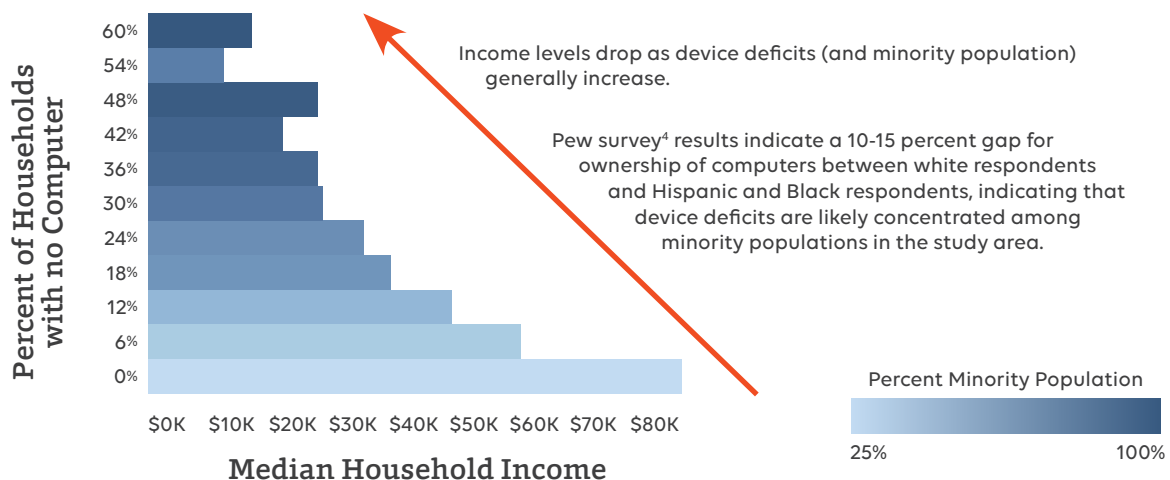 Percent of Households
with no Computer
60%
54%
48%
42%
36%
30%
24%
18%
12%
6%
0%
$0K $10K $20K $30K $40K $50K $60K $70K $80K
Median Household Income
Income levels drop as device deficits (and minority population)
generally increase.
Pew survey⁴ results indicate a 10-15 percent gap for
ownership of computers between white respondents
and Hispanic and Black respondents, indicating that
device deficits are likely concentrated among
minority populations in the study area.
Percent Minority Population
25% 100%